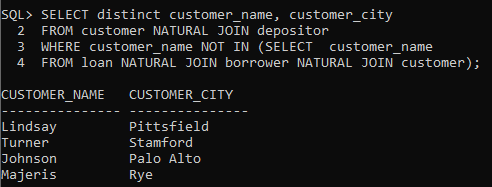 SQL> SELECT distinct customer_name, customer_city
  2  FROM customer NATURAL JOIN depositor
  3  WHERE customer_name NOT IN (SELECT  customer_name
  4  FROM loan NATURAL JOIN borrower NATURAL JOIN customer);
CUSTOMER_NAME   CUSTOMER_CITY
--------------- ---------------
Lindsay         Pittsfield
Turner          Stamford
Johnson         Palo Alto
Majeris         Rye